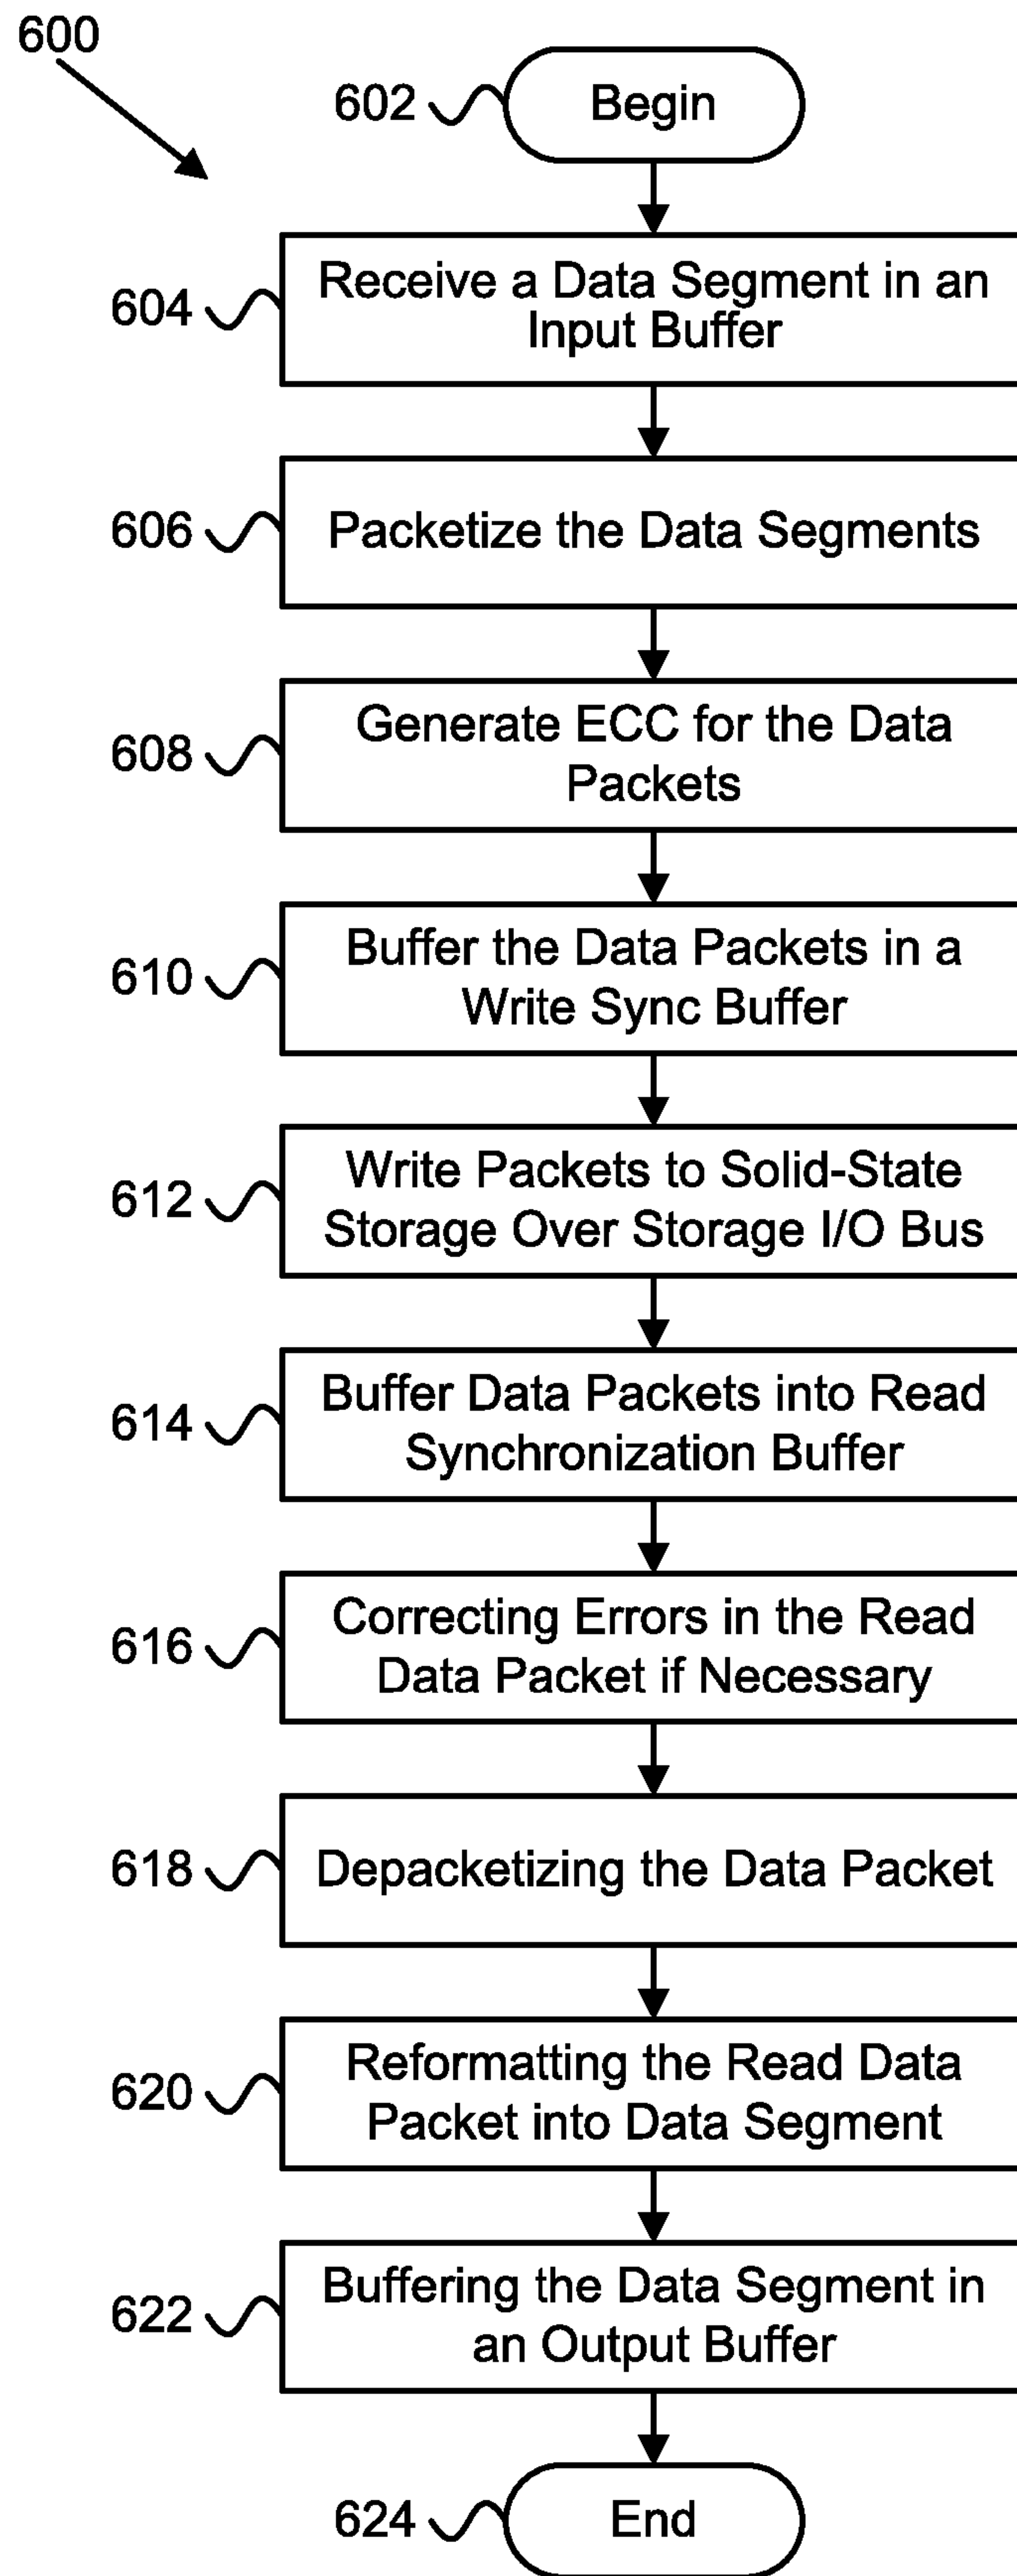 600
602
Begin
604
Receive a Data Segment in an
Input Buffer
606
Packetize the Data Segments
608
Generate ECC for the Data
Packets
610
Buffer the Data Packets in a
Write Sync Buffer
612
Write Packets to Solid-State
Storage Over Storage I/O Bus
614
Buffer Data Packets into Read
Synchronization Buffer
616
Correcting Errors in the Read
Data Packet if Necessary
618
Depacketizing the Data Packet
620
Reformatting the Read Data
Packet into Data Segment
622
Buffering the Data Segment in
an Output Buffer
624
End